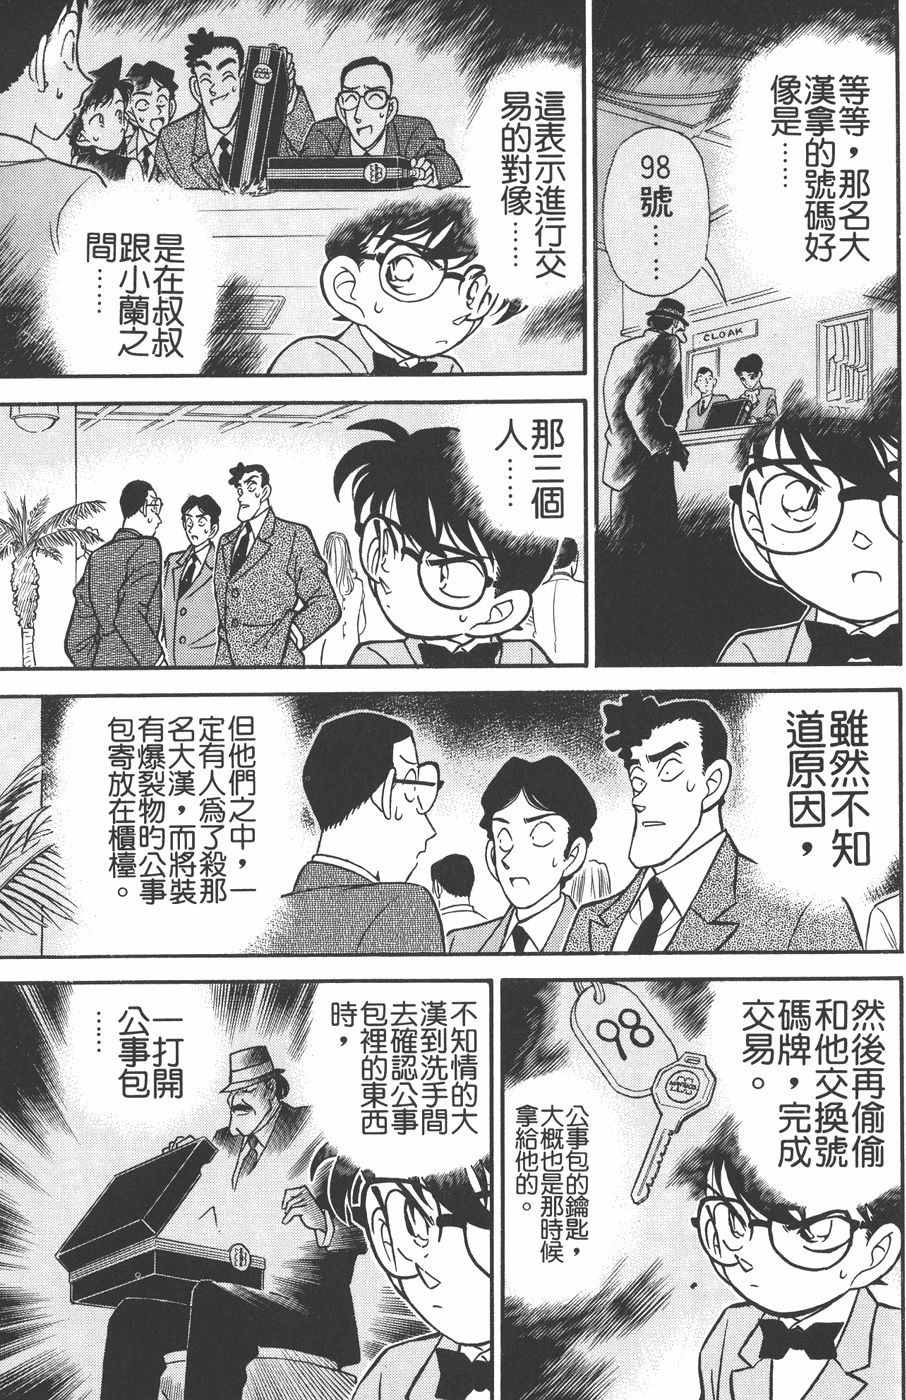 等等，那名大
漢拿的號碼好
像是……
98
號……
CLOAK
這表示進行交
易的對像……
是在叔叔
跟小蘭之
間……
那三個
人……
雖然不知
道原因，
但他們之中，一
定有人為了殺那
名大漢，而將裝
有爆裂物的公事
包寄放在櫃檯。
然後再偷偷
和他交換號
碼牌，完成
交易。
98
公事包的鑰匙，
大概也是那時候
拿給他的。
不知情的大
漢到洗手間
去確認公事
包裡的東西
時，
一打開
公事包
……